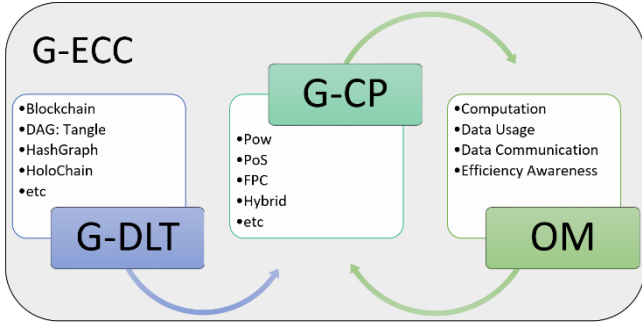 G-ECC
•Blockchain
•DAG: Tangle
•HashGraph
•HoloChain
•etc
G-DLT
G-CP
•Pow
•PoS
•FPC
•Hybrid
•etc
•Computation
•Data Usage
•Data Communication
•Efficiency Awareness
OM